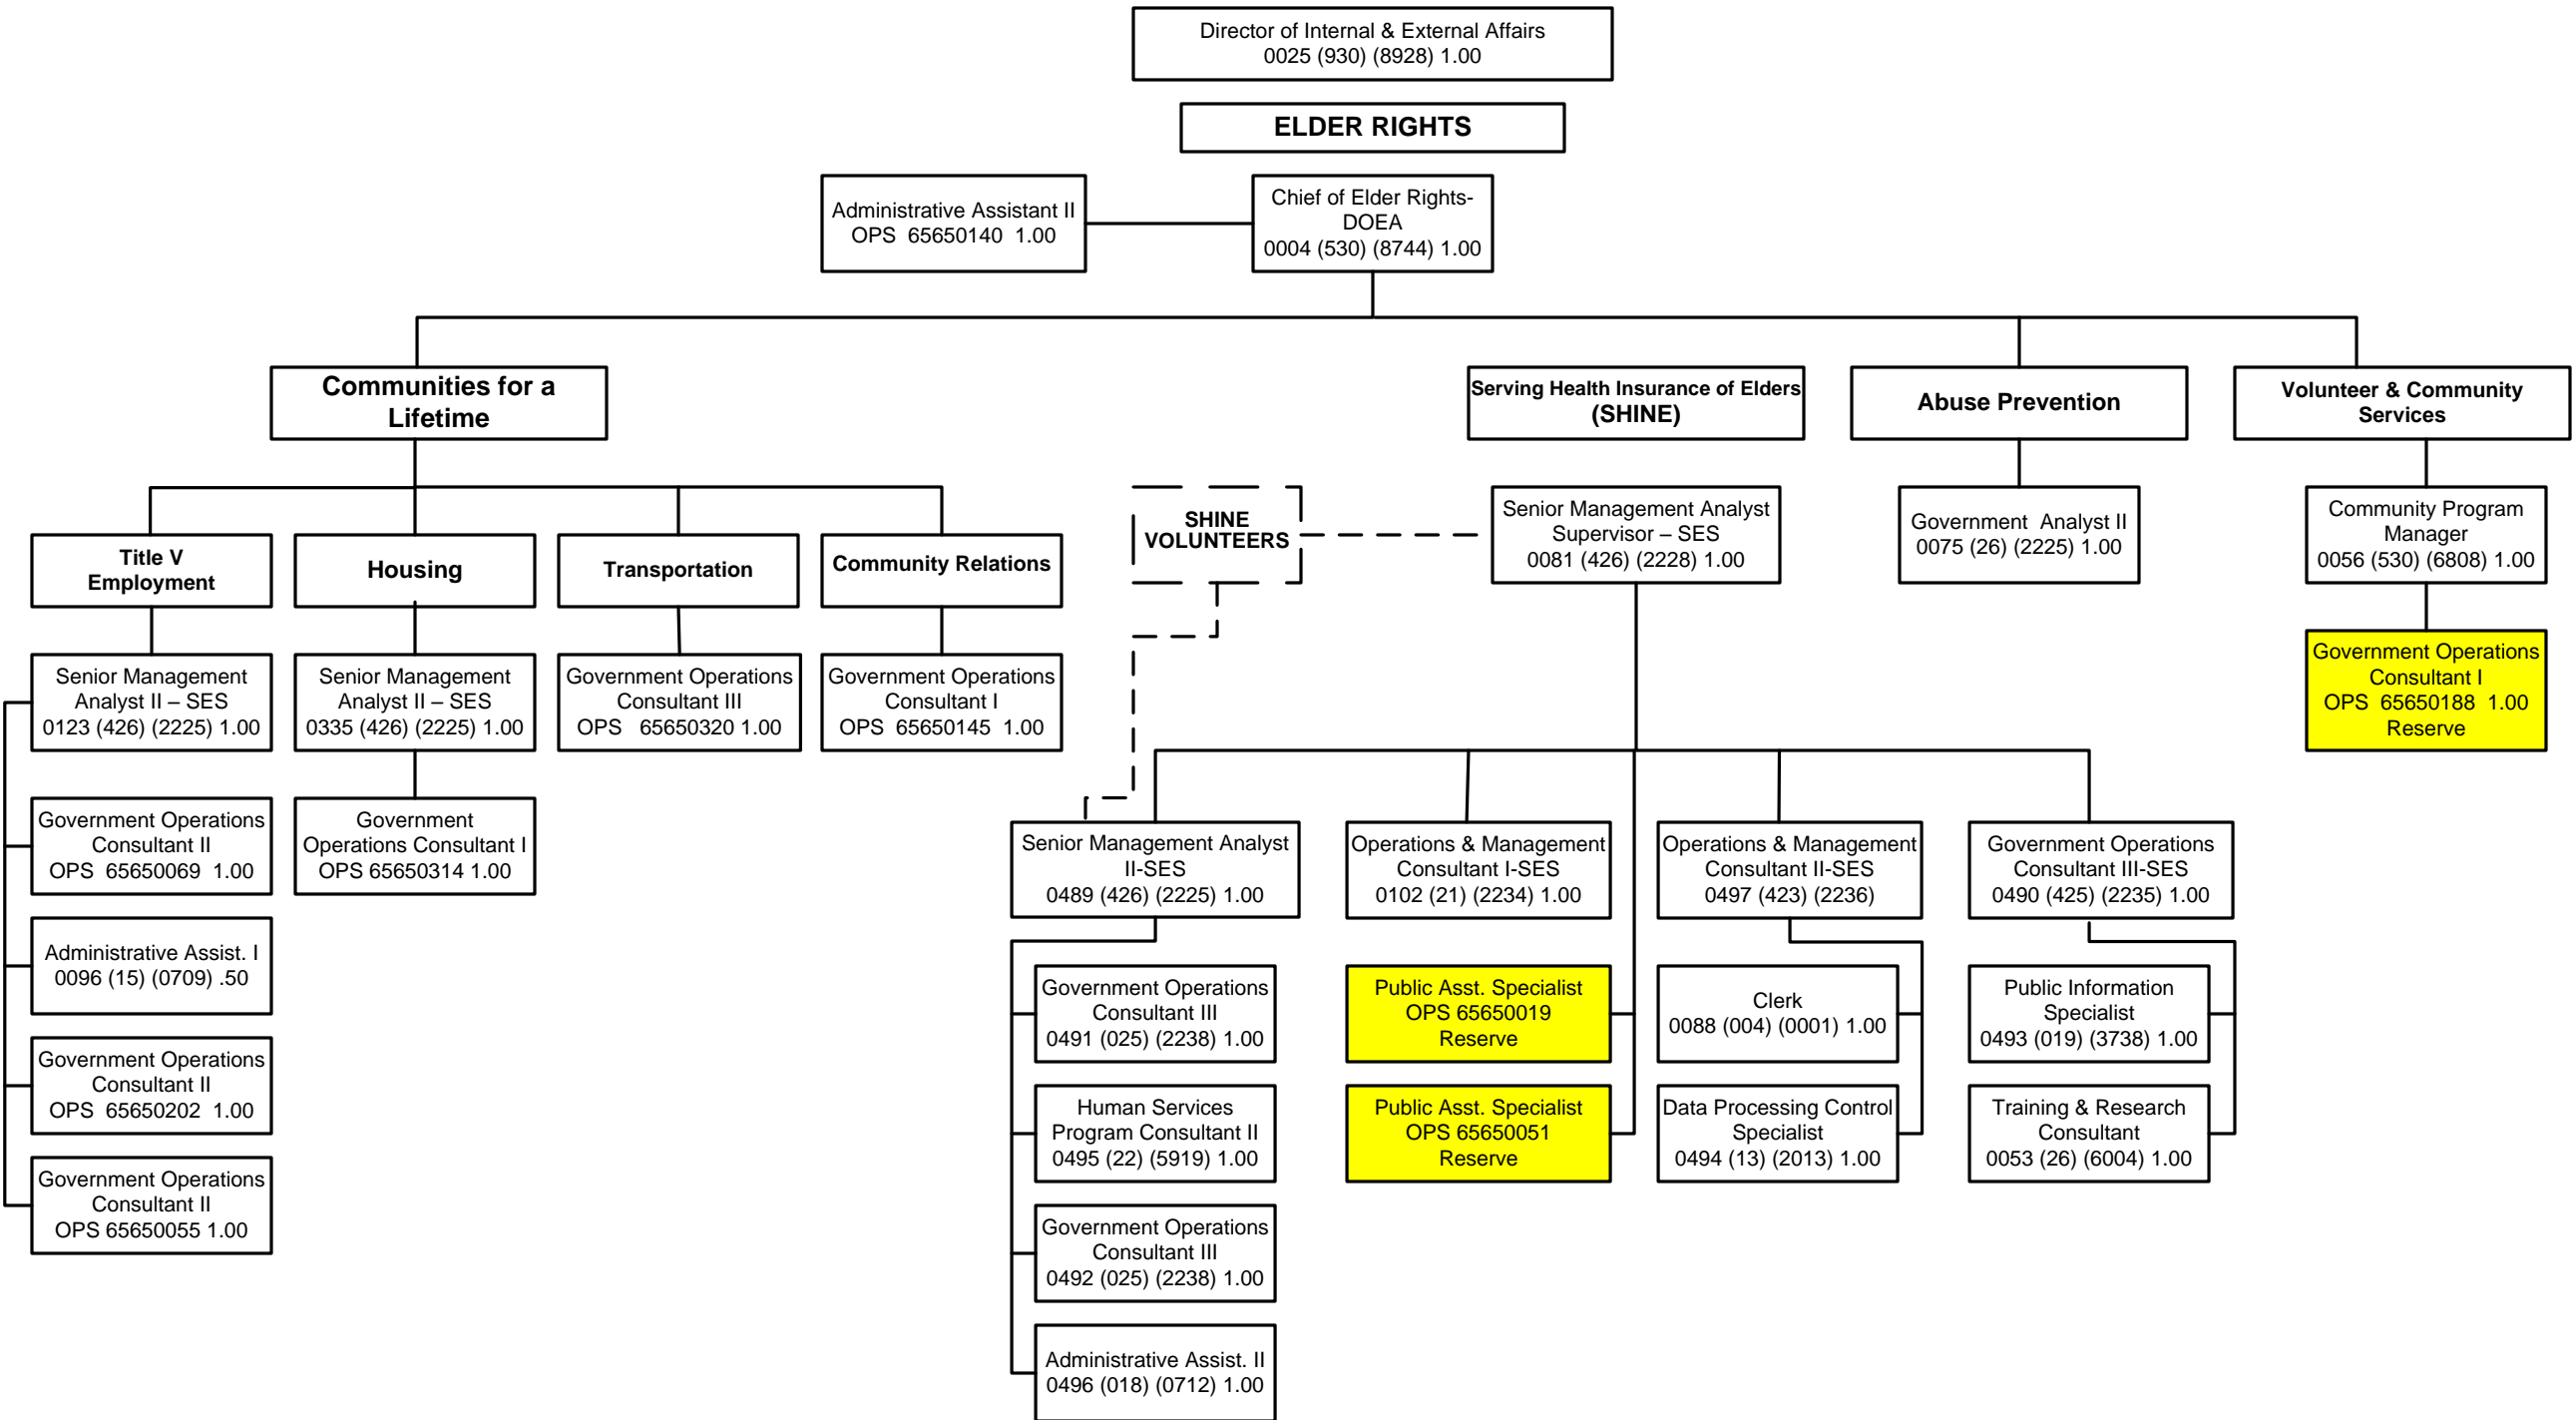 Director of Internal & External Affairs
0025 (930) (8928) 1.00
ELDER RIGHTS
Administrative Assistant II
OPS  65650140  1.00
Chief of Elder Rights-
DOEA
0004 (530) (8744) 1.00
Communities for a
Lifetime
Serving Health Insurance of Elders
(SHINE)
Abuse Prevention
Volunteer & Community
Services
Title V
Employment
Housing
Transportation
Community Relations
SHINE
VOLUNTEERS
Senior Management Analyst
Supervisor – SES
0081 (426) (2228) 1.00
Government  Analyst II
0075 (26) (2225) 1.00
Community Program
Manager
0056 (530) (6808) 1.00
Government Operations
Consultant I
OPS  65650188  1.00
Reserve
Senior Management
Analyst II – SES
0123 (426) (2225) 1.00
Senior Management
Analyst II – SES
0335 (426) (2225) 1.00
Government Operations
Consultant III
OPS   65650320 1.00
Government Operations
Consultant I
OPS  65650145  1.00
Government Operations
Consultant II
OPS  65650069  1.00
Government
Operations Consultant I
OPS 65650314 1.00
Administrative Assist. I
0096 (15) (0709) .50
Government Operations
Consultant II
OPS  65650202  1.00
Government Operations
Consultant II
OPS 65650055 1.00
Senior Management Analyst
II-SES
0489 (426) (2225) 1.00
Operations & Management
Consultant I-SES
0102 (21) (2234) 1.00
Operations & Management
Consultant II-SES
0497 (423) (2236)
Government Operations
Consultant III-SES
0490 (425) (2235) 1.00
Government Operations
Consultant III
0491 (025) (2238) 1.00
Public Asst. Specialist
OPS 65650019
Reserve
Clerk
0088 (004) (0001) 1.00
Public Information
Specialist
0493 (019) (3738) 1.00
Human Services
Program Consultant II
0495 (22) (5919) 1.00
Public Asst. Specialist
OPS 65650051
Reserve
Data Processing Control
Specialist
0494 (13) (2013) 1.00
Training & Research
Consultant
0053 (26) (6004) 1.00
Government Operations
Consultant III
0492 (025) (2238) 1.00
Administrative Assist. II
0496 (018) (0712) 1.00